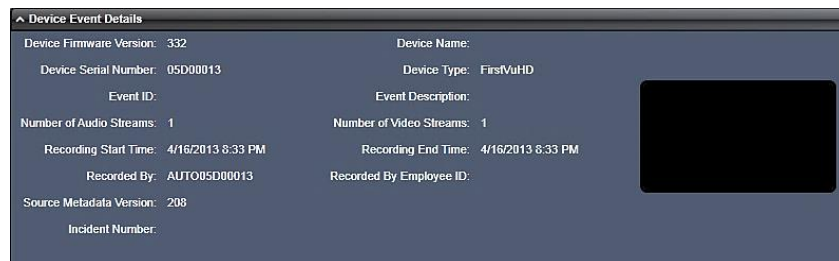 Device Event Details
Device Firmware Version: 332 Device Name:
Device Serial Number: 05D00013 Device Type: FirstVuHD
Event ID: Event Description:
Number of Audio Streams: 1 Number of Video Streams: 1
Recording Start Time: 4/16/2013 8:33 PM Recording End Time: 4/16/2013 8:33 PM
Recorded By: AUTO05D00013 Recorded By Employee ID:
Source Metadata Version: 208
Incident Number: